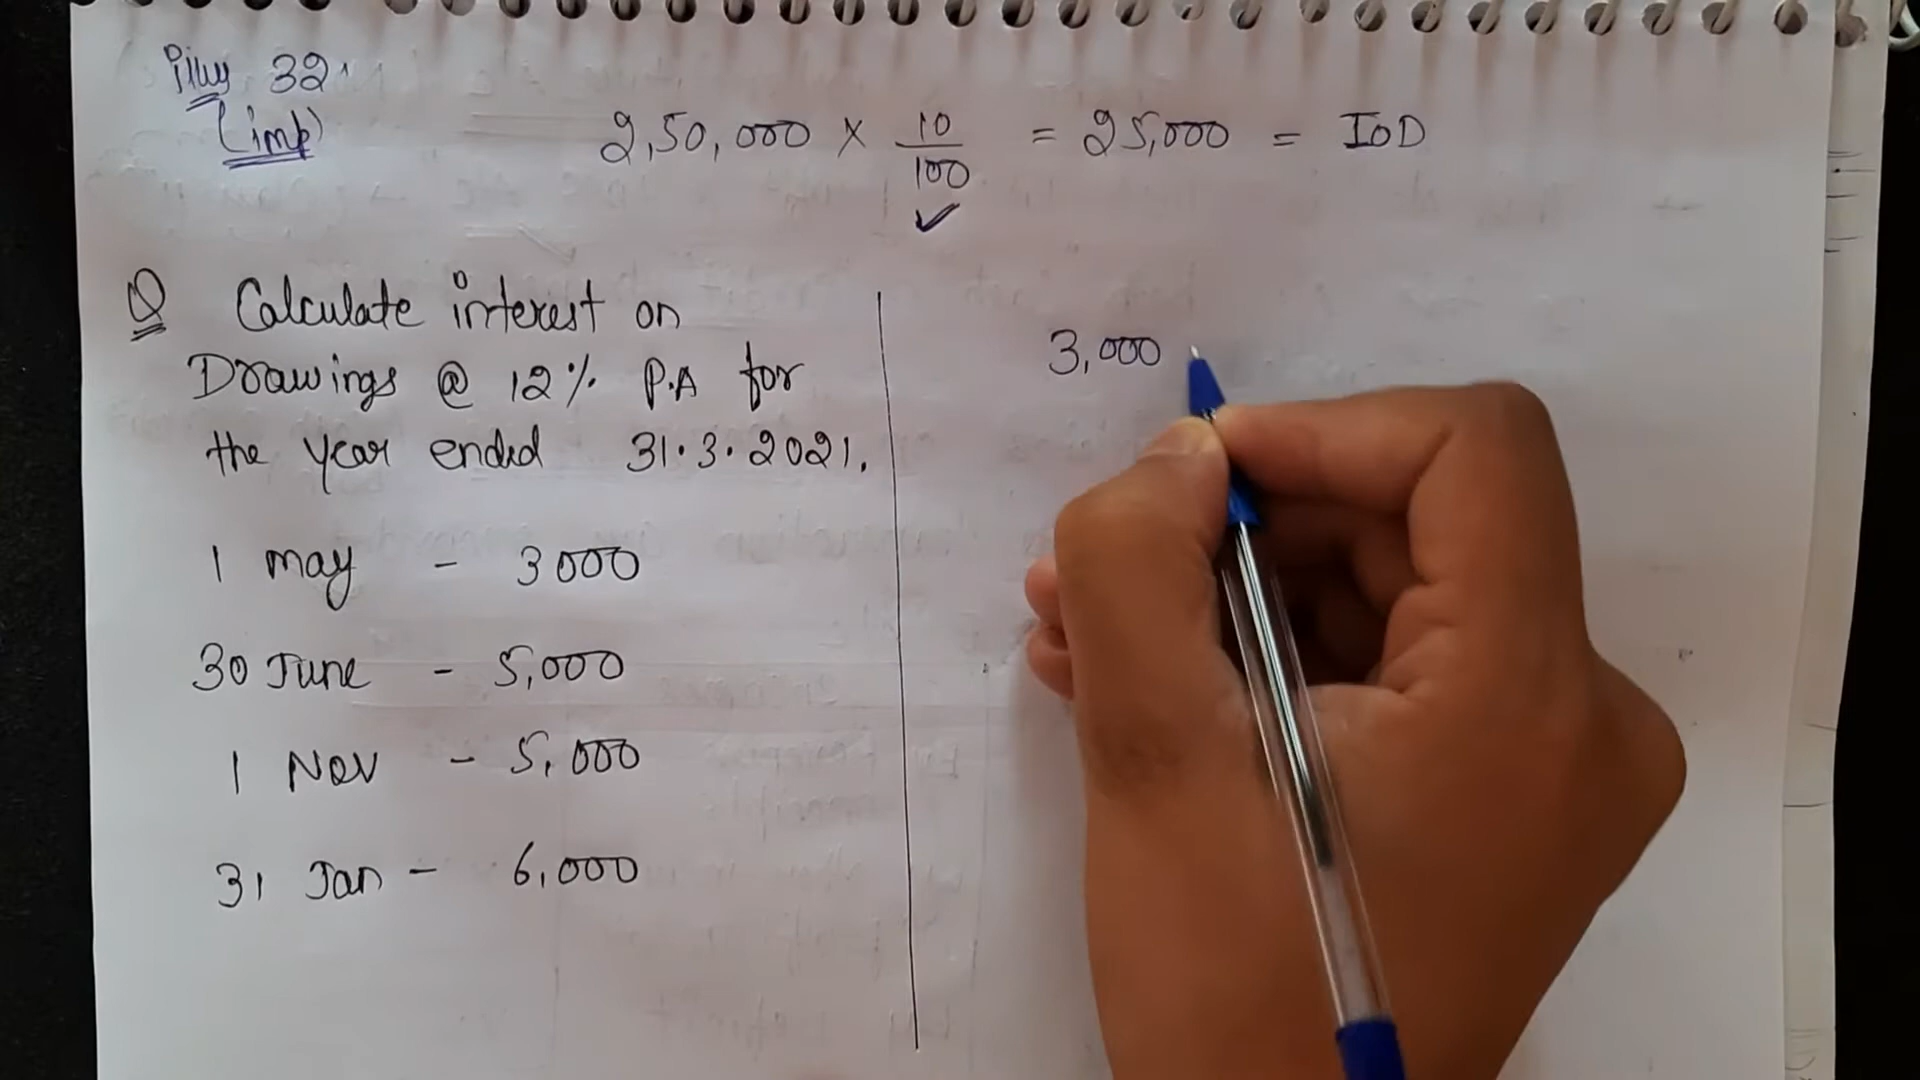 illus 32
(imp)
2,50,000 × 10/100 = 25,000 = IOD
Q Calculate interest on
Drawings @ 12% P.A for
the year ended 31.3.2021.
3,000
1 may - 3000
30 June - 5,000
1 Nov - 5,000
31 Jan - 6,000